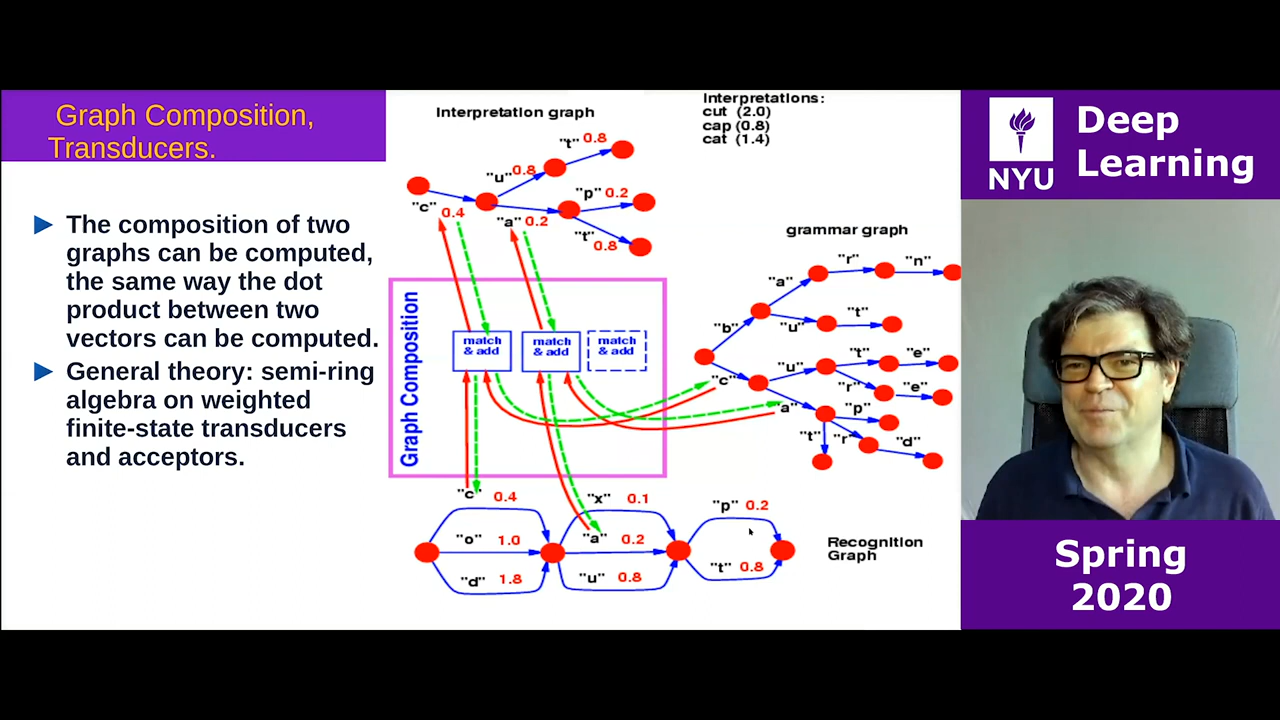 Graph Composition,
Transducers.
The composition of two
graphs can be computed,
the same way the dot
product between two
vectors can be computed.
General theory: semi-ring
algebra on weighted
finite-state transducers
and acceptors.
Interpretation graph
"c" 0.4
"u" 0.8
"t" 0.8
"a" 0.2
"p" 0.2
"t" 0.8
Interpretations:
cut (2.0)
cap (0.8)
cat (1.4)
grammar graph
"b"
"a"
"r"
"n"
"u"
"t"
"c"
"u"
"t"
"e"
"r"
"e"
"a"
"p"
"t"
"r"
"d"
Graph Composition
match
& add
match
& add
match
& add
"c" 0.4
"o" 1.0
"d" 1.8
"x" 0.1
"a" 0.2
"u" 0.8
"p" 0.2
"t" 0.8
Recognition
Graph
NYU
Deep
Learning
Spring
2020